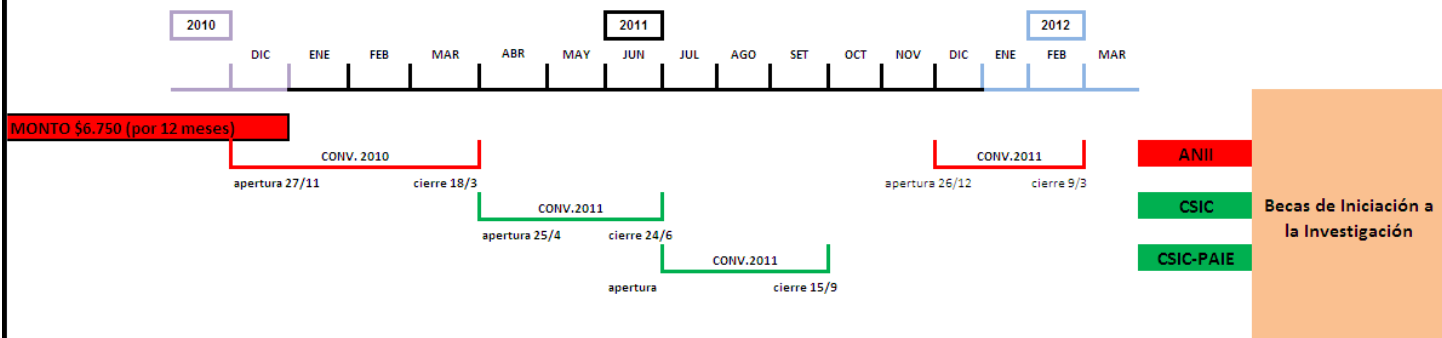 2010 2011 2012
DIC ENE FEB MAR ABR MAY JUN JUL AGO SET OCT NOV DIC ENE FEB MAR
MONTO $6.750 (por 12 meses)
CONV. 2010 CONV.2011 ANII
apertura 27/11 cierre 18/3 apertura 26/12 cierre 9/3
CONV.2011 CSIC
apertura 25/4 cierre 24/6
CONV.2011 CSIC-PAIE
apertura cierre 15/9
Becas de Iniciación a
la Investigación